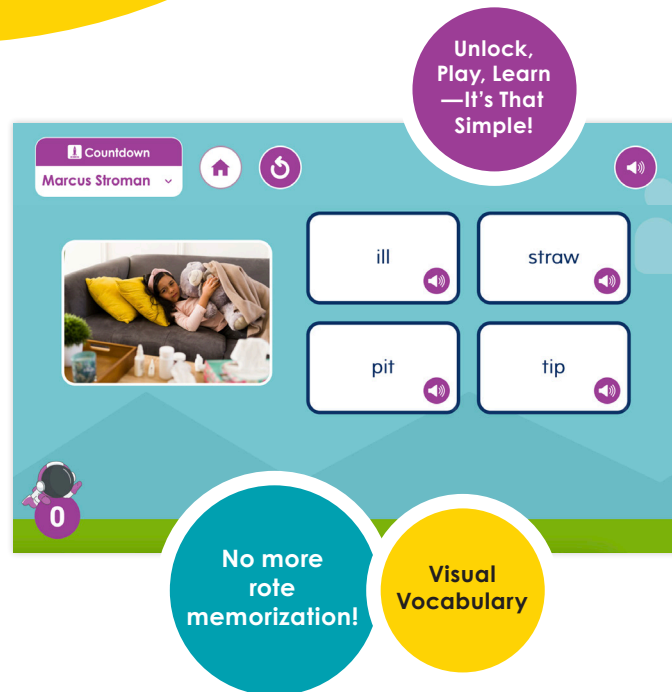 Unlock,
Play, Learn
—It's That
Simple!
Countdown
Marcus Stroman
ill
straw
pit
tip
0
No more
rote
memorization!
Visual
Vocabulary